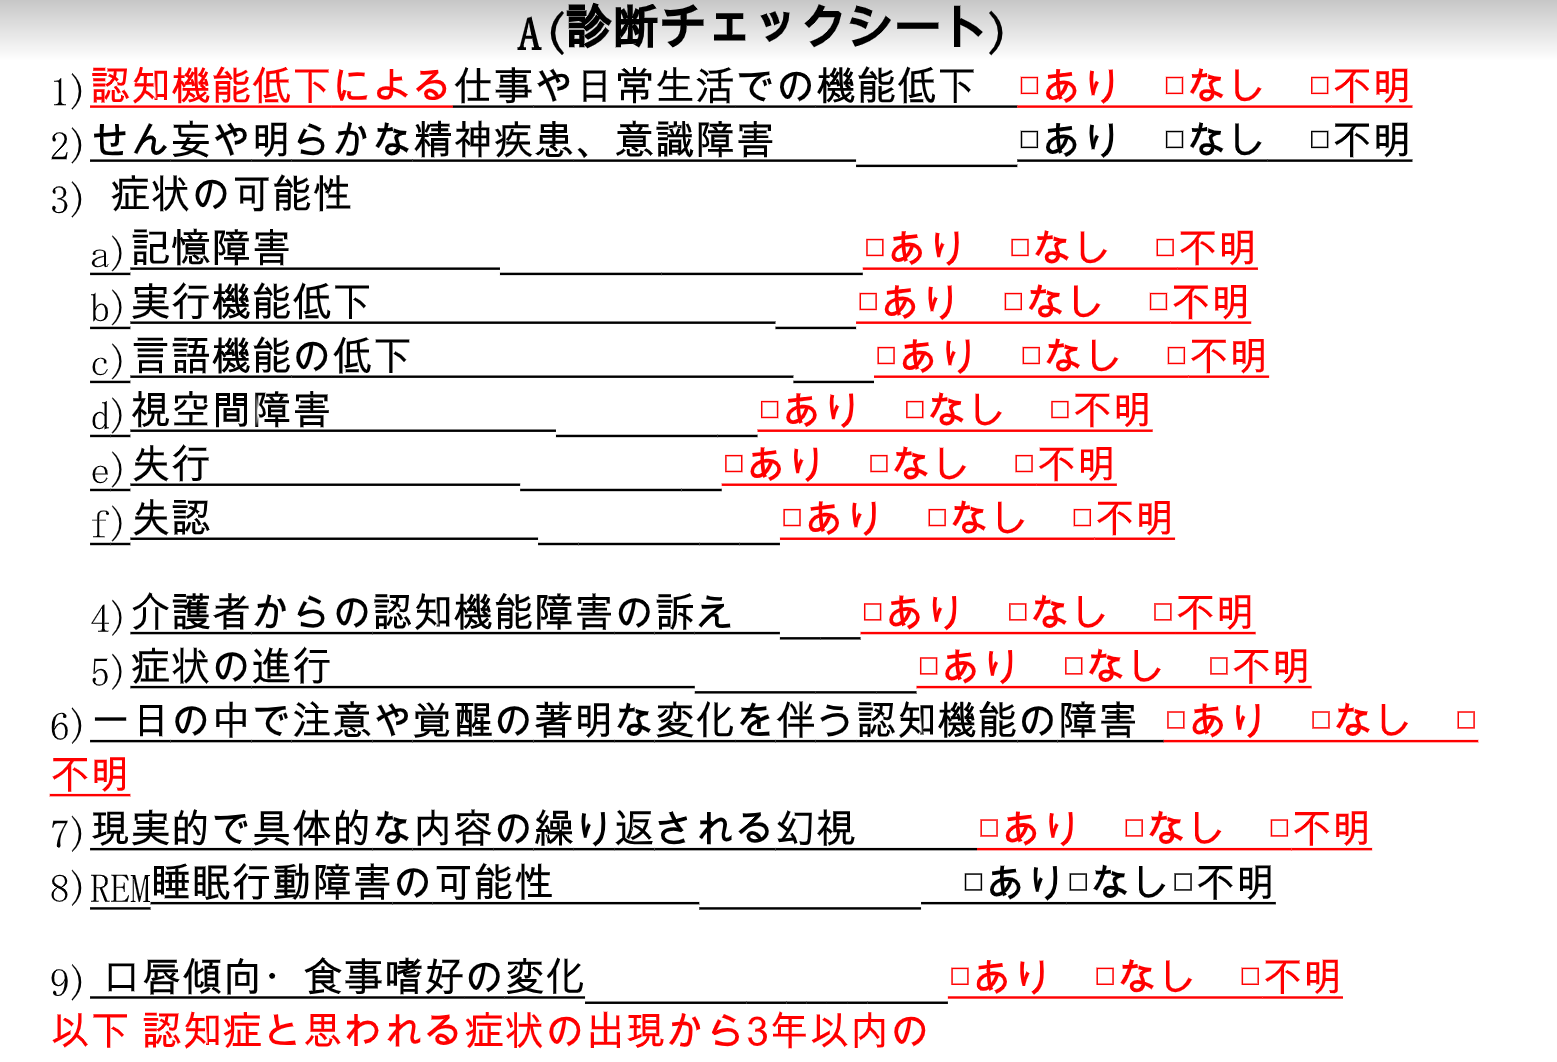 A(診断チェックシート)
1)認知機能低下による仕事や日常生活での機能低下　□あり　□なし　□不明
2)せん妄や明らかな精神疾患、意識障害　□あり　□なし　□不明
3) 症状の可能性
a)記憶障害　□あり　□なし　□不明
b)実行機能低下　□あり　□なし　□不明
c)言語機能の低下　□あり　□なし　□不明
d)視空間障害　□あり　□なし　□不明
e)失行　□あり　□なし　□不明
f)失認　□あり　□なし　□不明
4)介護者からの認知機能障害の訴え　□あり　□なし　□不明
5)症状の進行　□あり　□なし　□不明
6)一日の中で注意や覚醒の著明な変化を伴う認知機能の障害　□あり　□なし　□
不明
7)現実的で具体的な内容の繰り返される幻視　□あり　□なし　□不明
8)REM睡眠行動障害の可能性　□あり□なし□不明
9) 口唇傾向・食事嗜好の変化　□あり　□なし　□不明
以下 認知症と思われる症状の出現から3年以内の